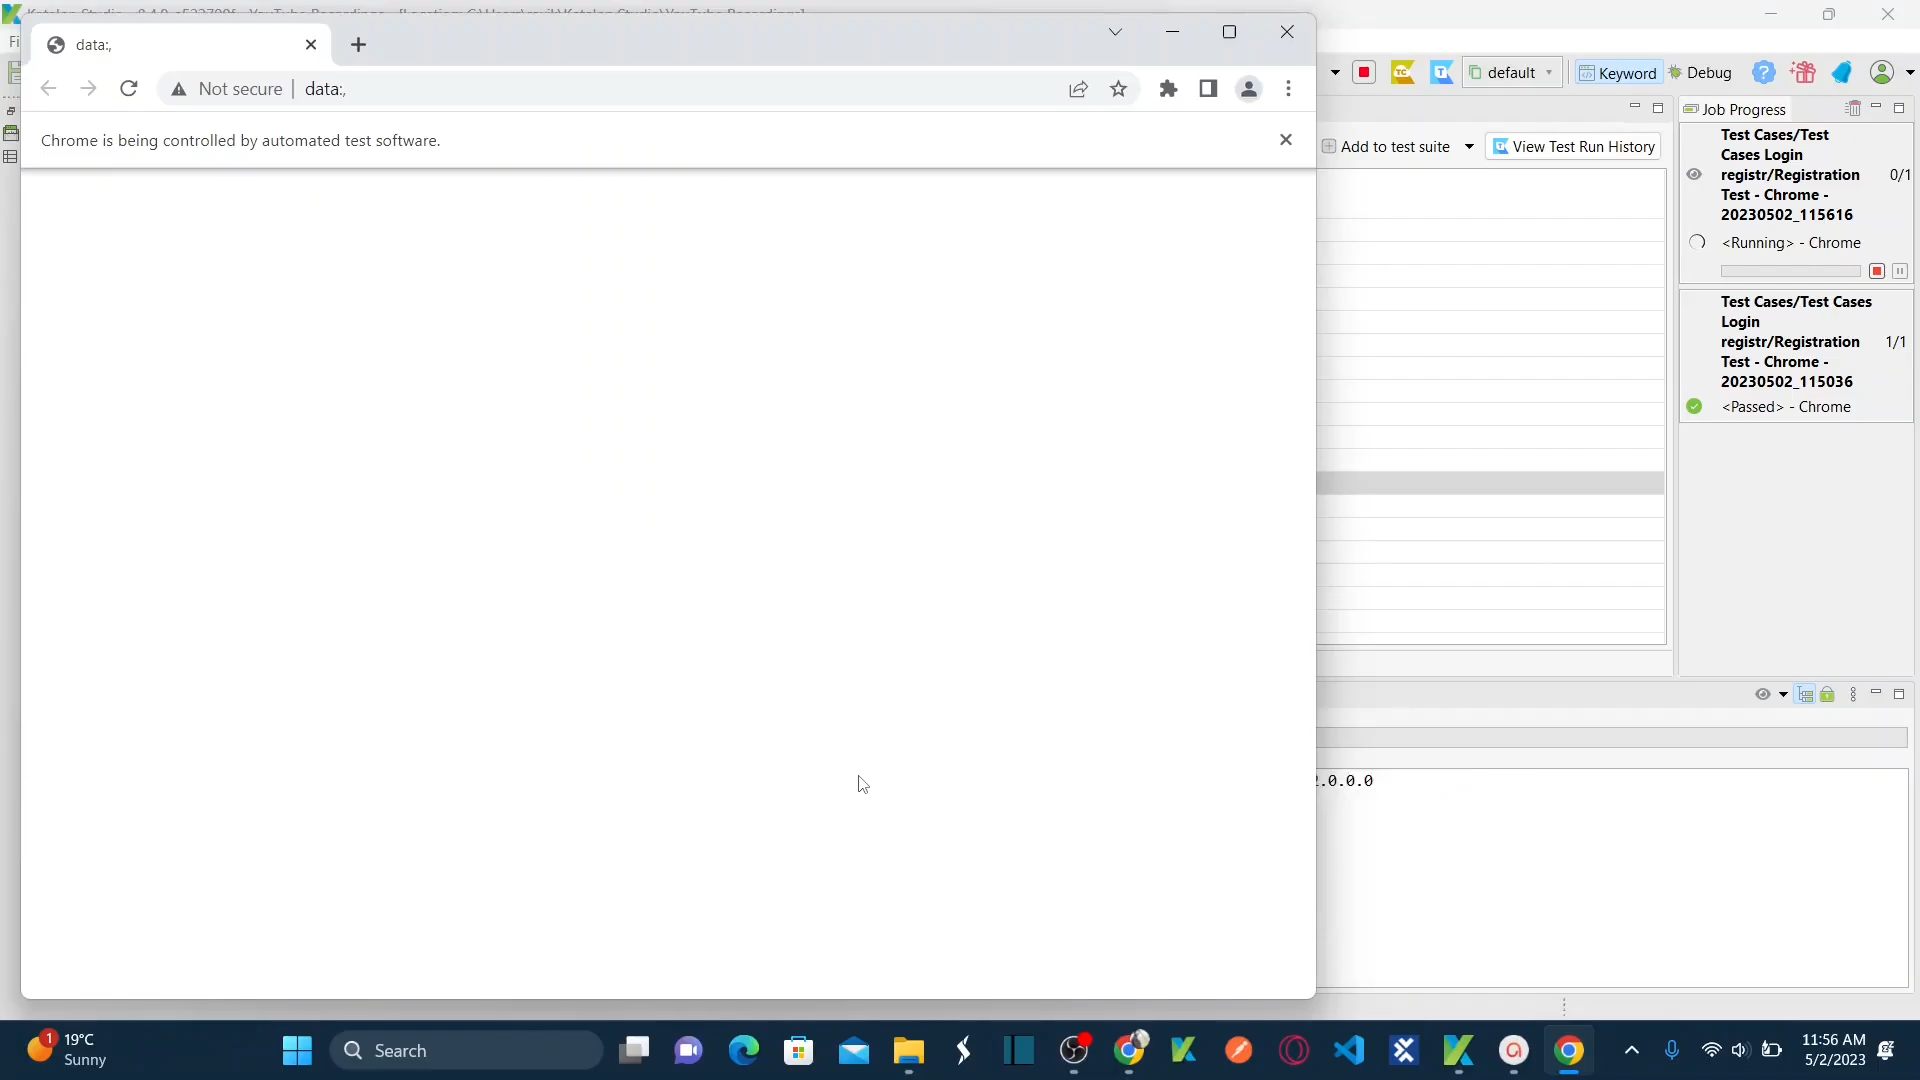 data:,
Not secure
data:,
Chrome is being controlled by automated test software.
default
Keyword
Debug
Add to test suite
View Test Run History
Job Progress
Test Cases/Test
Cases Login
registr/Registration
0/1
Test - Chrome -
20230502_115616
<Running> - Chrome
Test Cases/Test Cases
Login
registr/Registration
1/1
Test - Chrome -
20230502_115036
<Passed> - Chrome
.0.0.0
1
19°C
Sunny
Search
11:56 AM
5/2/2023